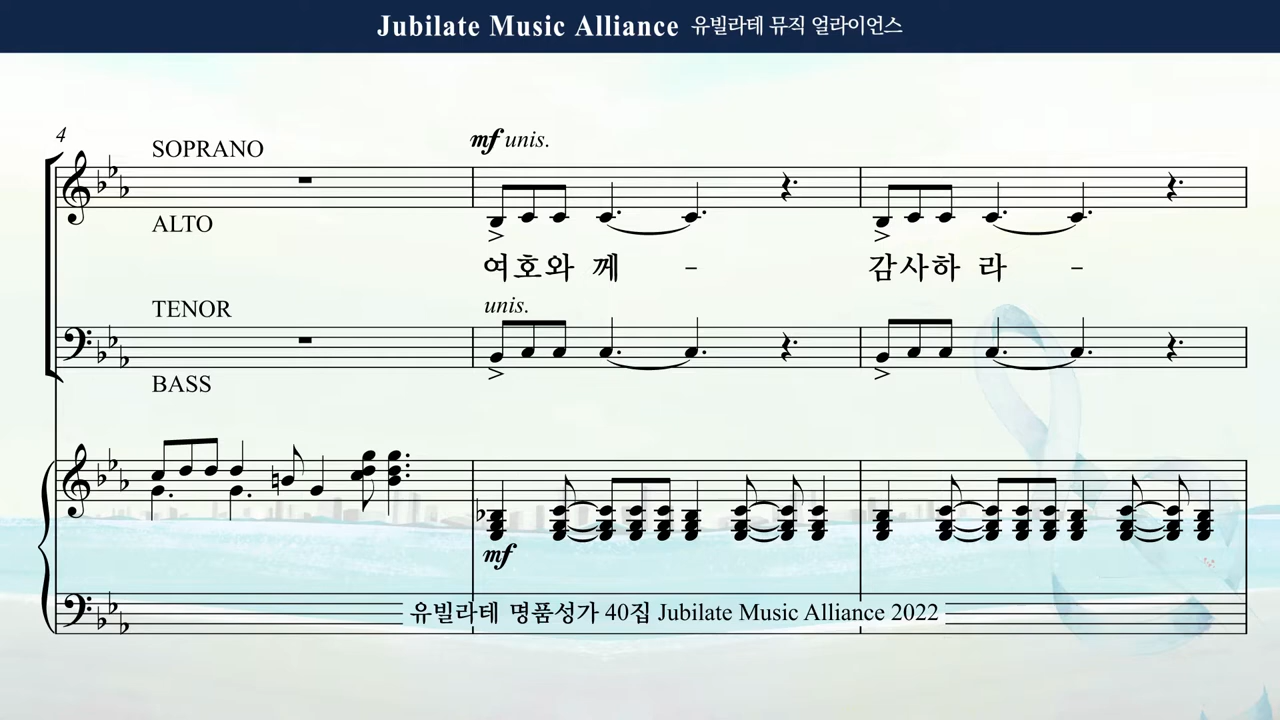 Jubilate Music Alliance 유빌라테 뮤직 얼라이언스
4
SOPRANO
mf unis.
ALTO
여호와 께 - 감사하 라 -
TENOR
unis.
BASS
mf
유빌라테 명품성가 40집 Jubilate Music Alliance 2022